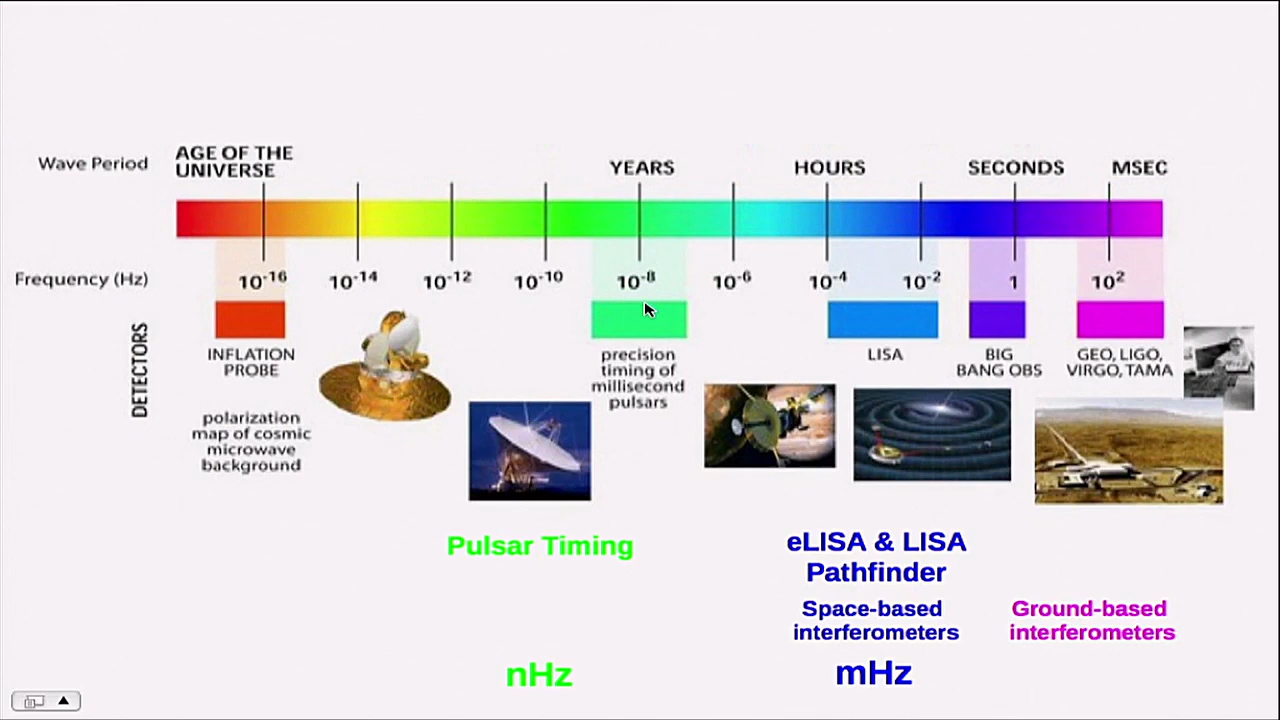 Wave Period
AGE OF THE
UNIVERSE
YEARS
HOURS
SECONDS
MSEC
Frequency (Hz)
10⁻¹⁶
10⁻¹⁴
10⁻¹²
10⁻¹⁰
10⁻⁸
10⁻⁶
10⁻⁴
10⁻²
1
10²
DETECTORS
INFLATION
PROBE
polarization
map of cosmic
microwave
background
precision
timing of
millisecond
pulsars
LISA
BIG
BANG OBS
GEO, LIGO,
VIRGO, TAMA
Pulsar Timing
eLISA & LISA
Pathfinder
Space-based
interferometers
Ground-based
interferometers
nHz
mHz